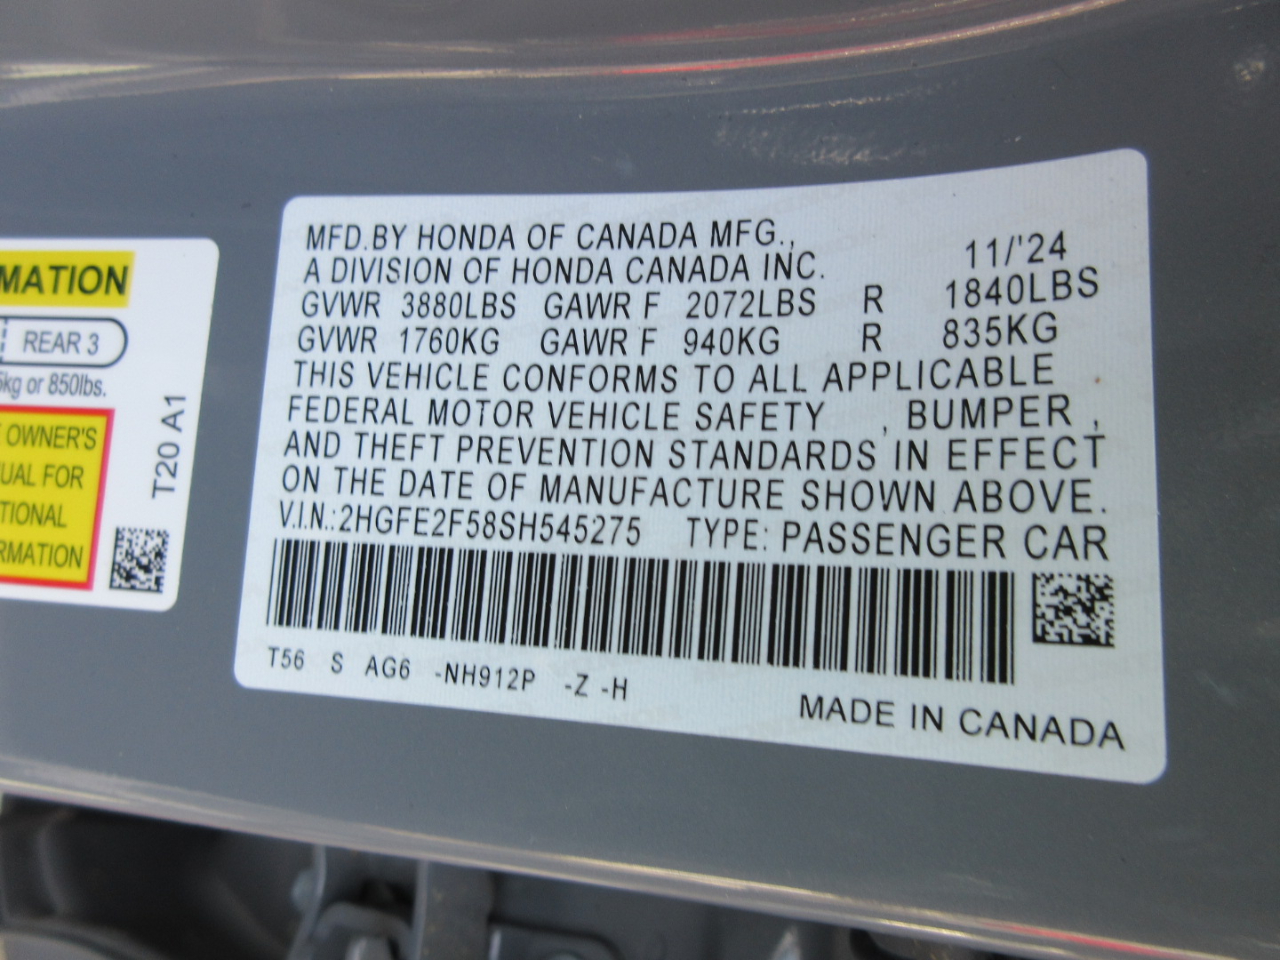 MATION
REAR 3
kg or 850lbs.
OWNER'S
UAL FOR
TIONAL
RMATION
T20 A1
MFD.BY HONDA OF CANADA MFG.,
A DIVISION OF HONDA CANADA INC. 11/'24
GVWR 3880LBS GAWR F 2072LBS R 1840LBS
GVWR 1760KG GAWR F 940KG R 835KG
THIS VEHICLE CONFORMS TO ALL APPLICABLE
FEDERAL MOTOR VEHICLE SAFETY , BUMPER ,
AND THEFT PREVENTION STANDARDS IN EFFECT
ON THE DATE OF MANUFACTURE SHOWN ABOVE.
V.I.N.:2HGFE2F58SH545275 TYPE: PASSENGER CAR
T56 S AG6 -NH912P -Z -H
MADE IN CANADA